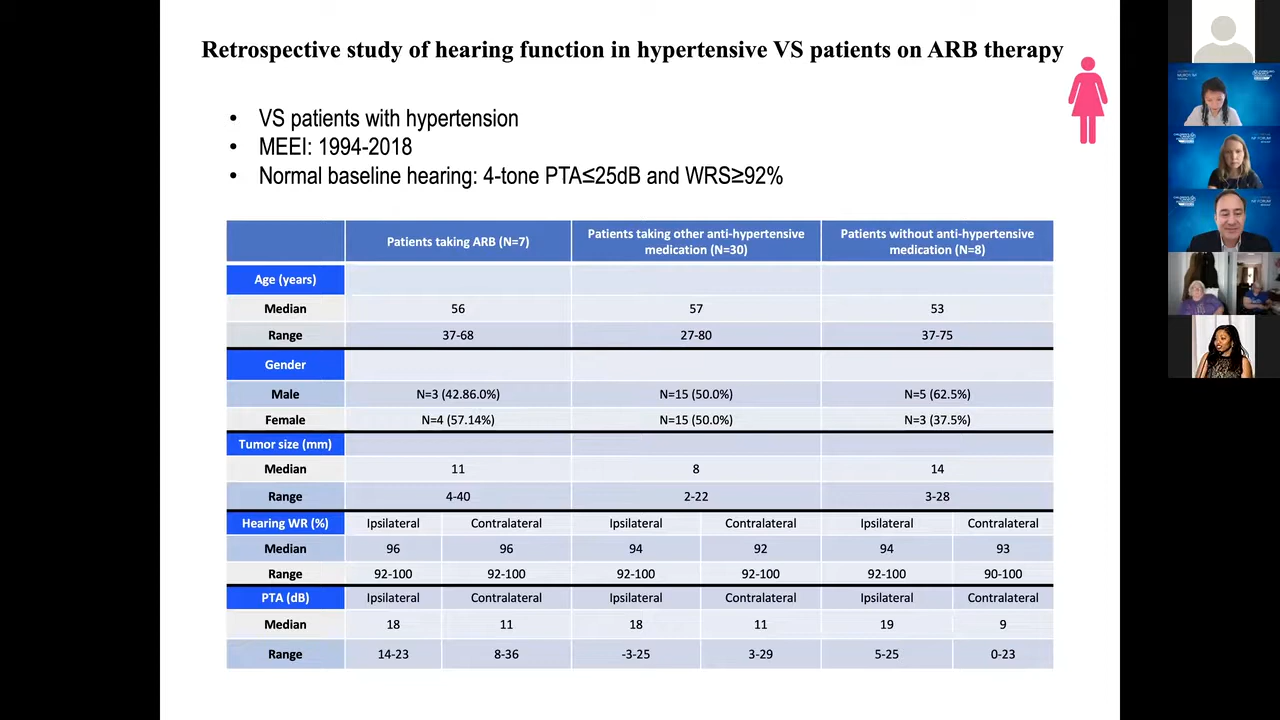 Retrospective study of hearing function in hypertensive VS patients on ARB therapy
• VS patients with hypertension
• MEEI: 1994-2018
• Normal baseline hearing: 4-tone PTA≤25dB and WRS≥92%
Patients taking ARB (N=7) Patients taking other anti-hypertensive medication (N=30) Patients without anti-hypertensive medication (N=8)
Age (years)
Median 56 57 53
Range 37-68 27-80 37-75
Gender
Male N=3 (42.86.0%) N=15 (50.0%) N=5 (62.5%)
Female N=4 (57.14%) N=15 (50.0%) N=3 (37.5%)
Tumor size (mm)
Median 11 8 14
Range 4-40 2-22 3-28
Hearing WR (%) Ipsilateral Contralateral Ipsilateral Contralateral Ipsilateral Contralateral
Median 96 96 94 92 94 93
Range 92-100 92-100 92-100 92-100 92-100 90-100
PTA (dB) Ipsilateral Contralateral Ipsilateral Contralateral Ipsilateral Contralateral
Median 18 11 18 11 19 9
Range 14-23 8-36 -3-25 3-29 5-25 0-23